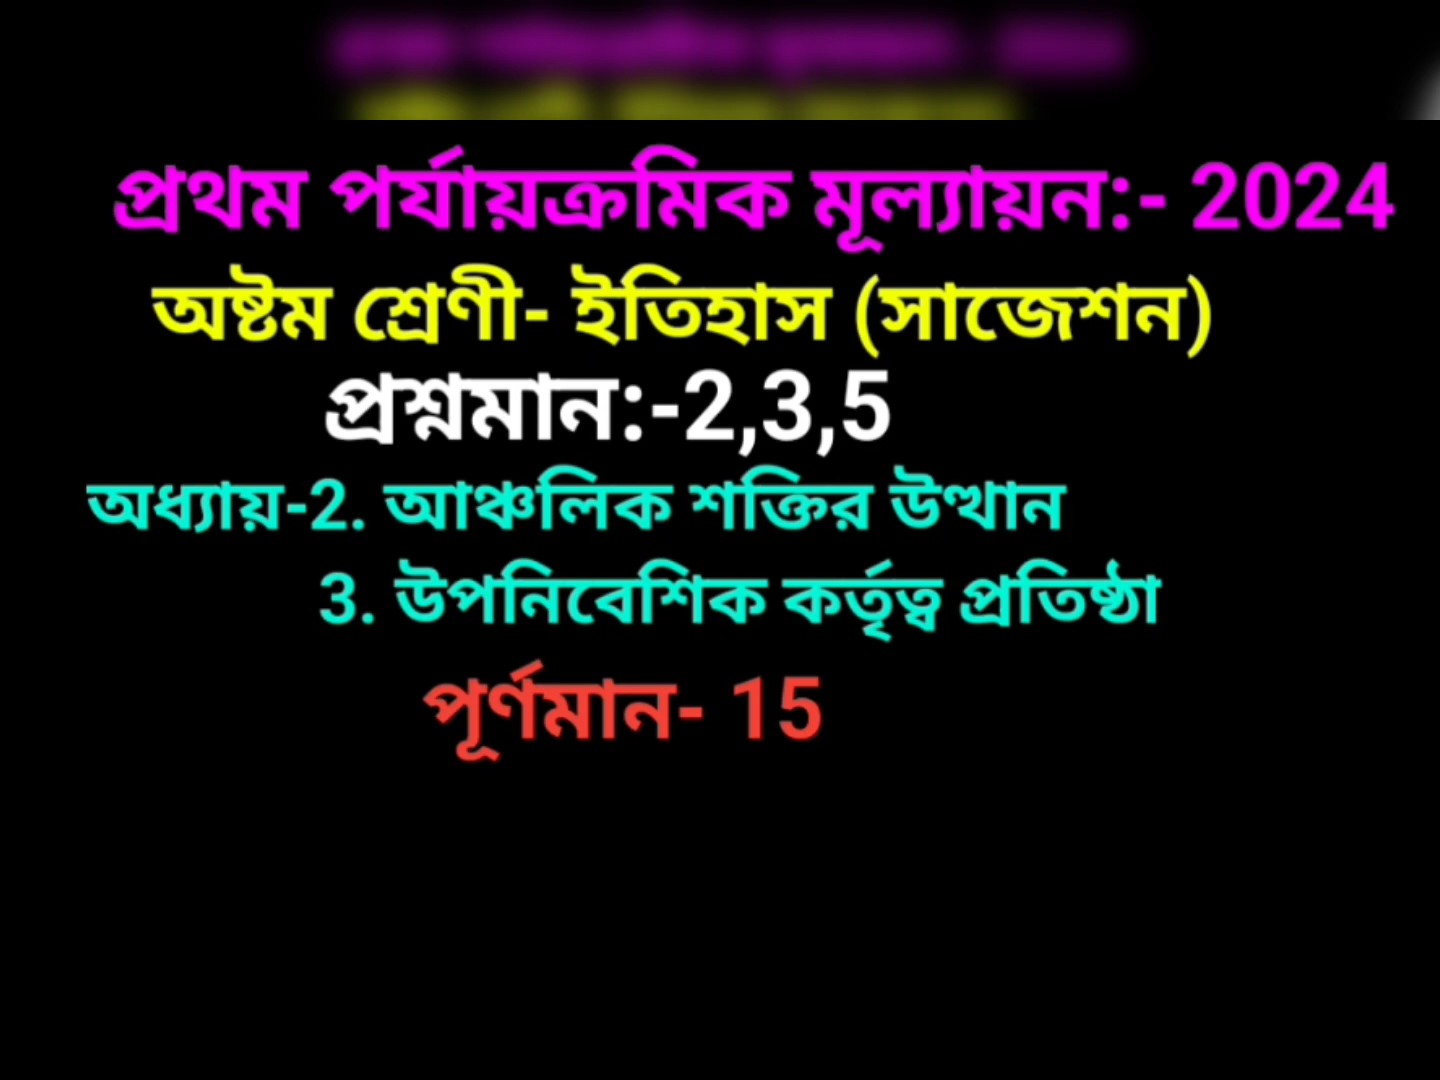 প্রথম পর্যায়ক্রমিক মূল্যায়ন:- 2024
অষ্টম শ্রেণী- ইতিহাস (সাজেশন)
প্রশ্নমান:-2,3,5
অধ্যায়-2. আঞ্চলিক শক্তির উত্থান
3. উপনিবেশিক কর্তৃত্ব প্রতিষ্ঠা
পূর্ণমান- 15